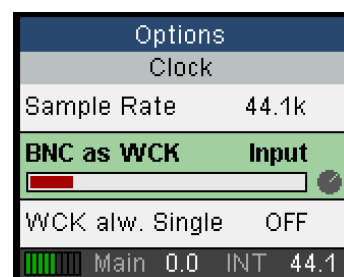 Options
Clock
Sample Rate 44.1k
BNC as WCK Input
WCK alw. Single OFF
Main 0.0 INT 44.1